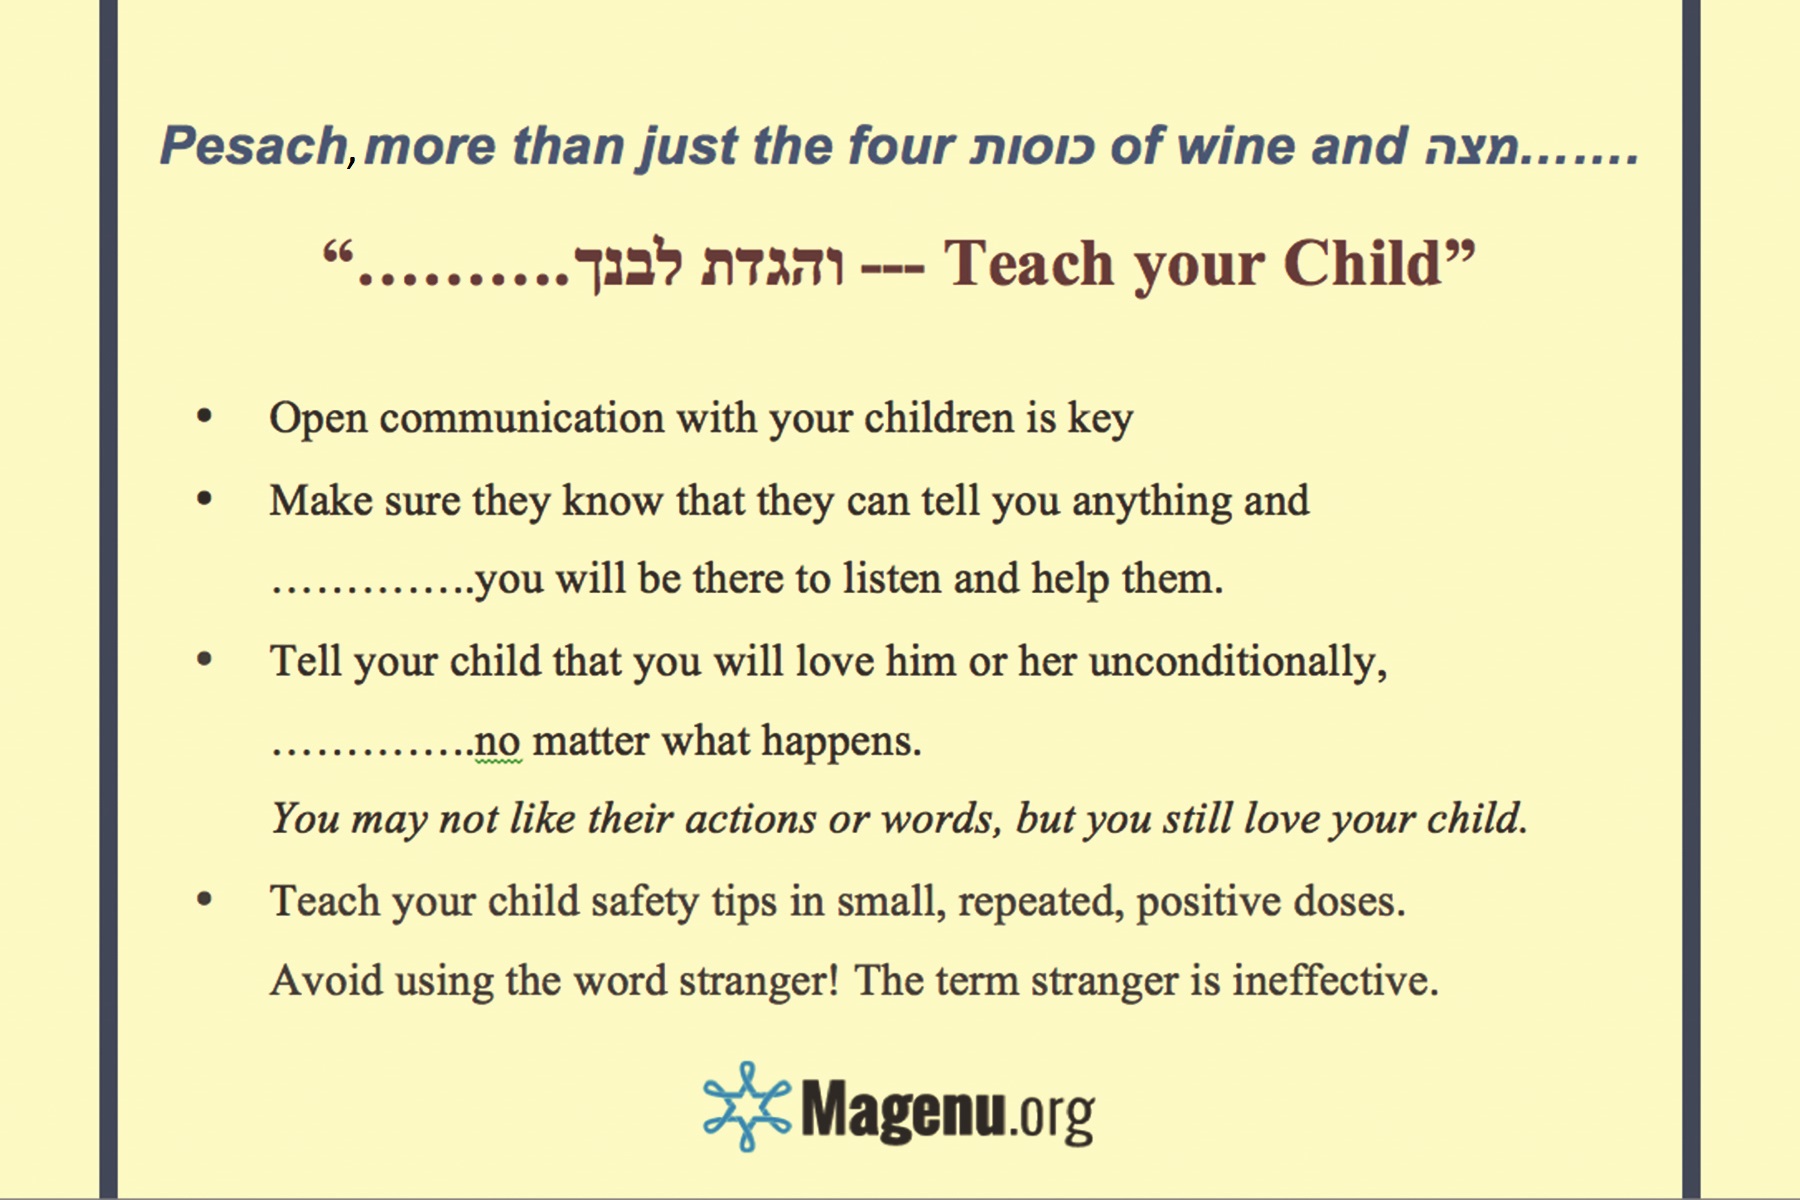 Pesach, more than just the four כוסות of wine and מצה.......
“..........והגדת לבנך --- Teach your Child”
• Open communication with your children is key
• Make sure they know that they can tell you anything and
…………..you will be there to listen and help them.
• Tell your child that you will love him or her unconditionally,
…………..no matter what happens.
You may not like their actions or words, but you still love your child.
• Teach your child safety tips in small, repeated, positive doses.
Avoid using the word stranger! The term stranger is ineffective.
Magenu.org